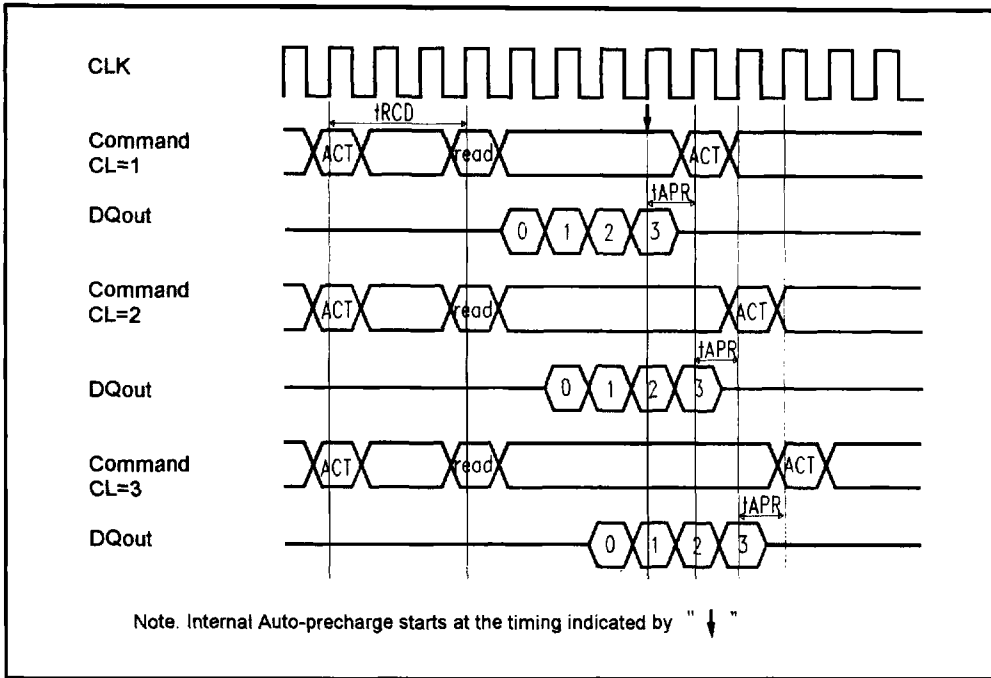 CLK
tRCD
Command
CL=1
ACT
read
ACT
tAPR
DQout
0 1 2 3
Command
CL=2
ACT
read
ACT
tAPR
DQout
0 1 2 3
Command
CL=3
ACT
read
ACT
tAPR
DQout
0 1 2 3
Note. Internal Auto-precharge starts at the timing indicated by " ↓ "